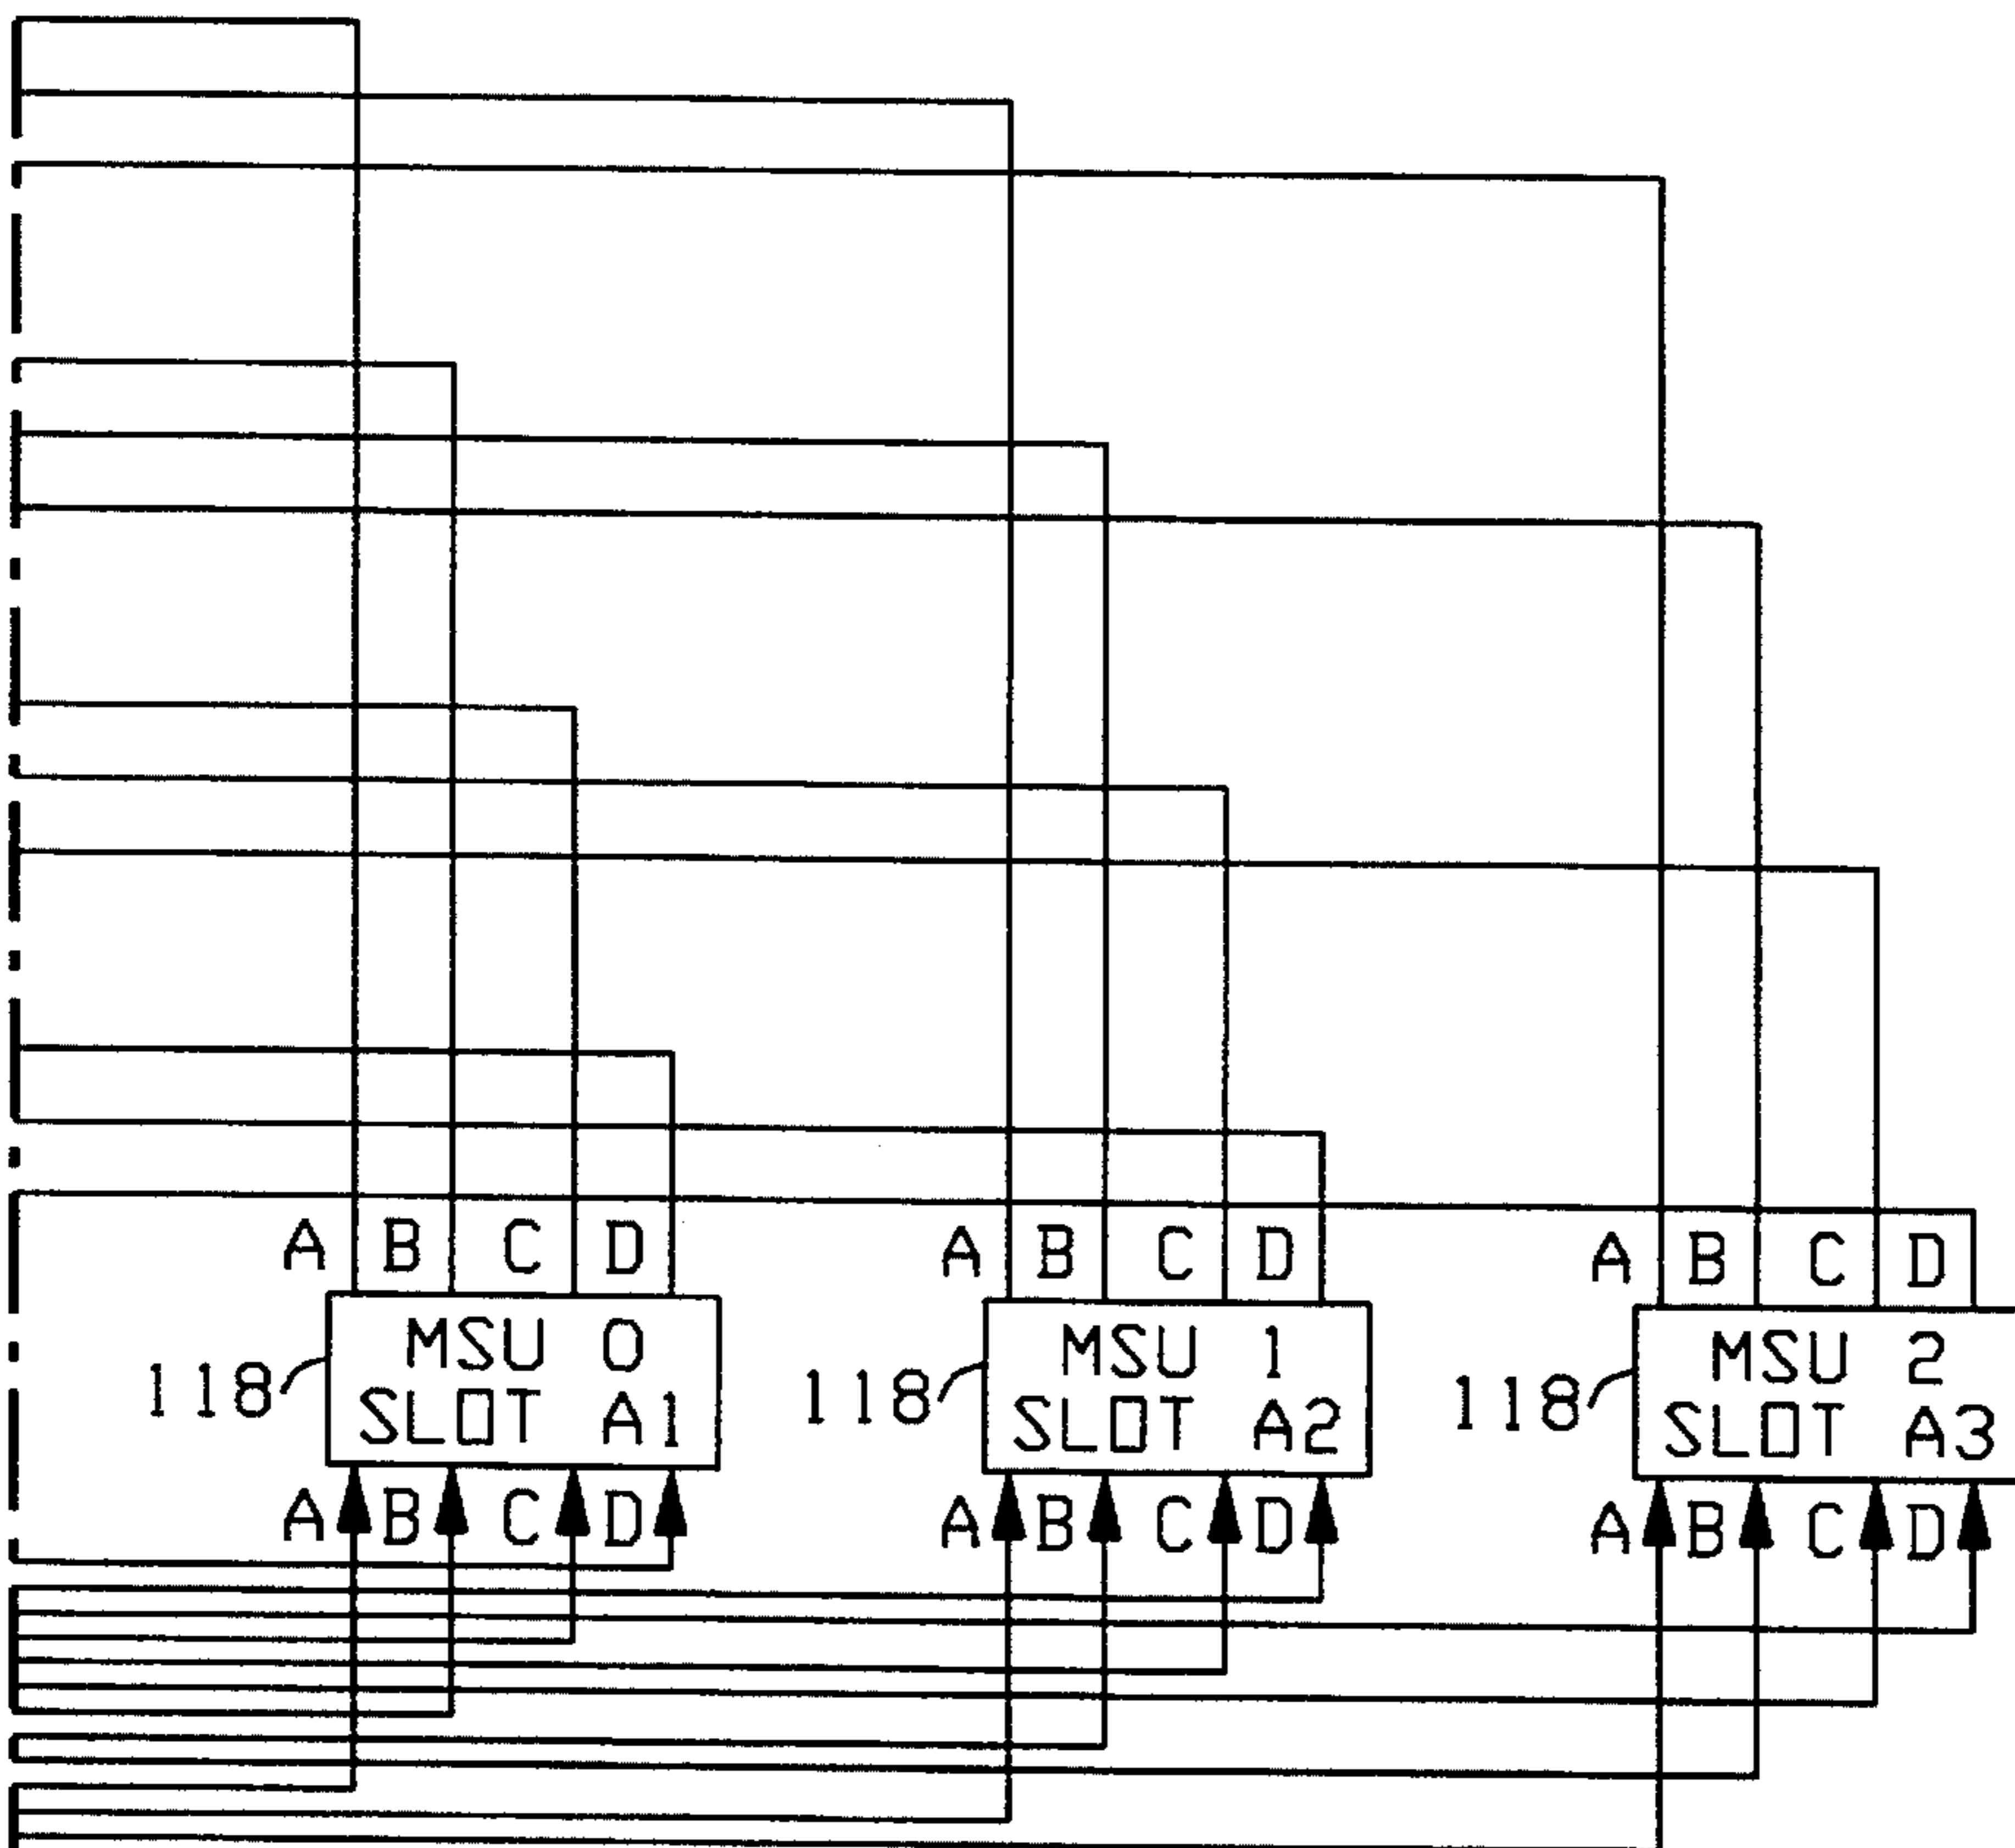 A B C D
A B C D
A B C D
118
MSU 0
SLOT A1
118
MSU 1
SLOT A2
118
MSU 2
SLOT A3
A B C D
A B C D
A B C D